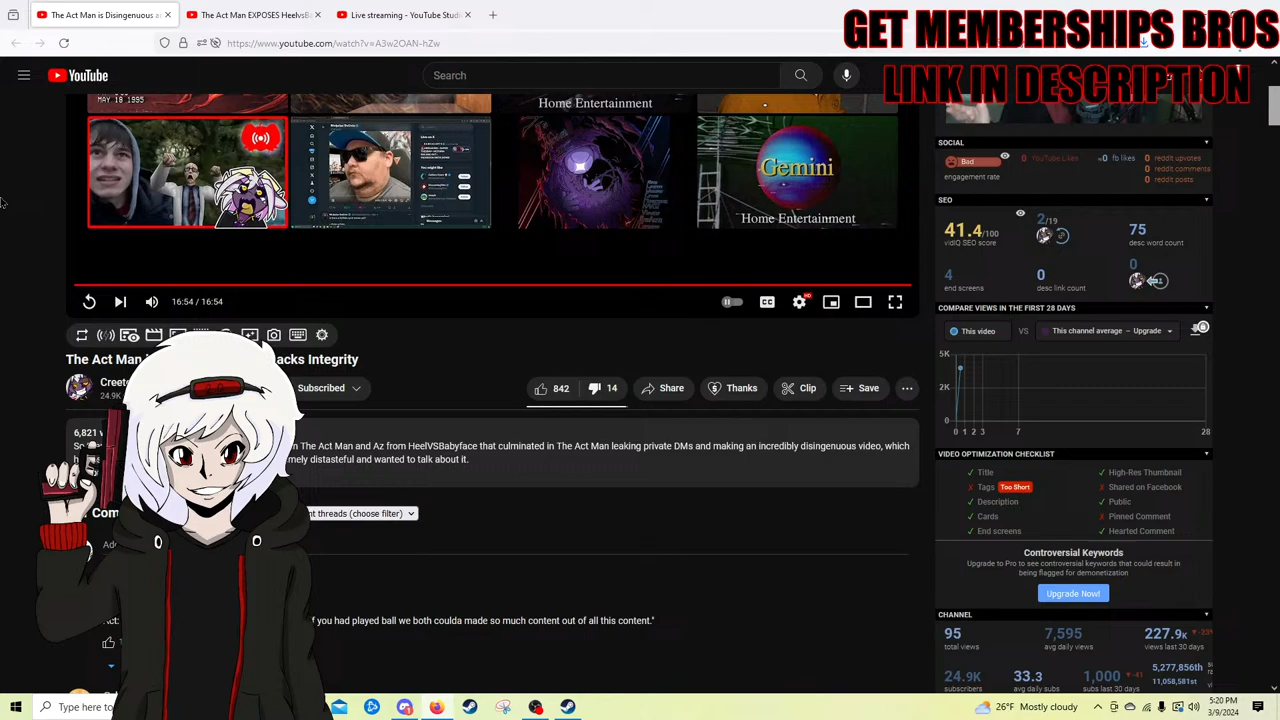 The Act Man is Disingenuous a
The Act Man EXPOSES HeelvsBa
Live streaming - YouTube Studi
GET MEMBERSHIPS BROS
LINK IN DESCRIPTION
https://www.youtube.com/watch?v=A3w2OAN-hZw
YouTube
Search
MAY 18 1995
Home Entertainment
Gemini
Home Entertainment
16:54 / 16:54
HD
The Act Man
acks Integrity
Creet
24.9K
Subscribed
842
14
Share
Thanks
Clip
Save
6,821 v
n The Act Man and Az from HeelVSBabyface that culminated in The Act Man leaking private DMs and making an incredibly disingenuous video, which
mely distasteful and wanted to talk about it.
Com
nt threads (choose filter)
f you had played ball we both could made so much content out of all this content."
SOCIAL
Bad
engagement rate
0 YouTube Likes
0 fb likes
0 reddit upvotes
0 reddit comments
0 reddit posts
SEO
41.4/100
vidIQ SEO score
2/19
75
desc word count
4
end screens
0
desc link count
0
COMPARE VIEWS IN THE FIRST 28 DAYS
This video
VS
This channel average -- Upgrade
5K
2K
0
0 1 2 3 7 28
VIDEO OPTIMIZATION CHECKLIST
✓ Title
✓ High-Res Thumbnail
✗ Tags Too Short
✗ Shared on Facebook
✓ Description
✓ Public
✓ Cards
✗ Pinned Comment
✓ End screens
✓ Hearted Comment
Controversial Keywords
Upgrade to Pro to see controversial keywords that could result in
being flagged for demonetization
Upgrade Now!
CHANNEL
95
total views
7,595
avg daily views
227.9K
views last 30 days
24.9K
subscribers
33.3
avg daily subs
1,000 -41
subs last 30 days
5,277,856th
11,058,581st
Type here to
26°F Mostly cloudy
5:20 PM
3/9/2024